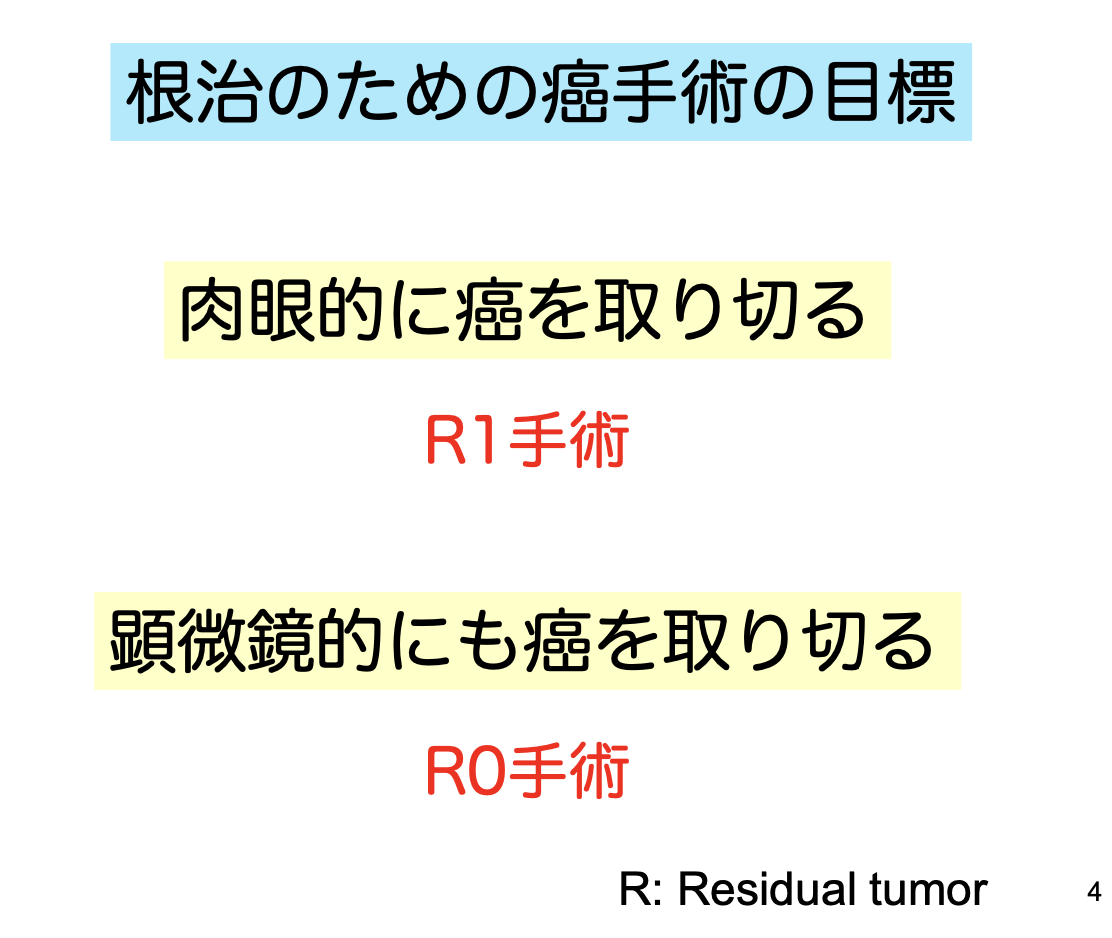 根治のための癌手術の目標
肉眼的に癌を取り切る
R1手術
顕微鏡的にも癌を取り切る
R0手術
R: Residual tumor
4